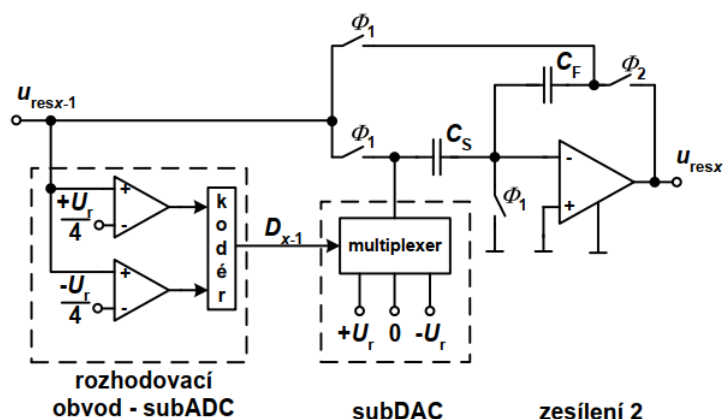 Φ1
CF
Φ2
uresx-1
Φ1
CS
uresx
-
+
Φ1
+
+Ur
4
-
k o d é r
Dx-1
multiplexer
+
-Ur
4
-
+Ur 0 -Ur
rozhodovací
obvod - subADC
subDAC
zesílení 2